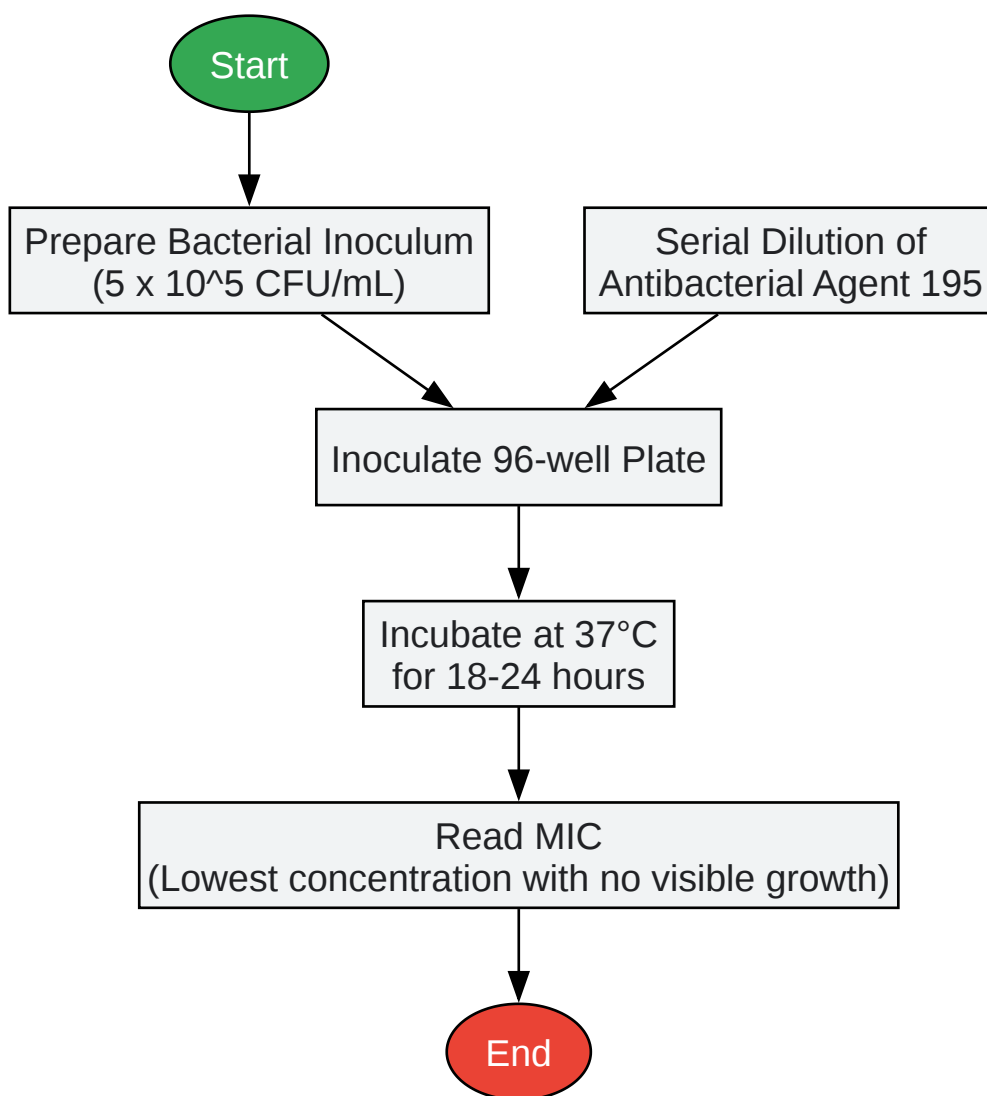 Start
Prepare Bacterial Inoculum
(5 x 10^5 CFU/mL)
Serial Dilution of
Antibacterial Agent 195
Inoculate 96-well Plate
Incubate at 37°C
for 18-24 hours
Read MIC
(Lowest concentration with no visible growth)
End